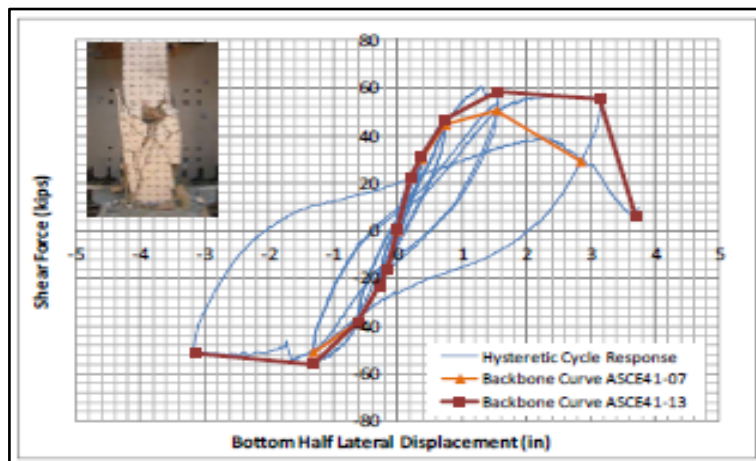 80
60
40
20
0
-5 -4 -3 -2 -1 0 1 2 3 4 5
-20
-40
-60
-80
Shear Force (kips)
Hysteretic Cycle Response
Backbone Curve ASCE41-07
Backbone Curve ASCE41-13
Bottom Half Lateral Displacement (in)